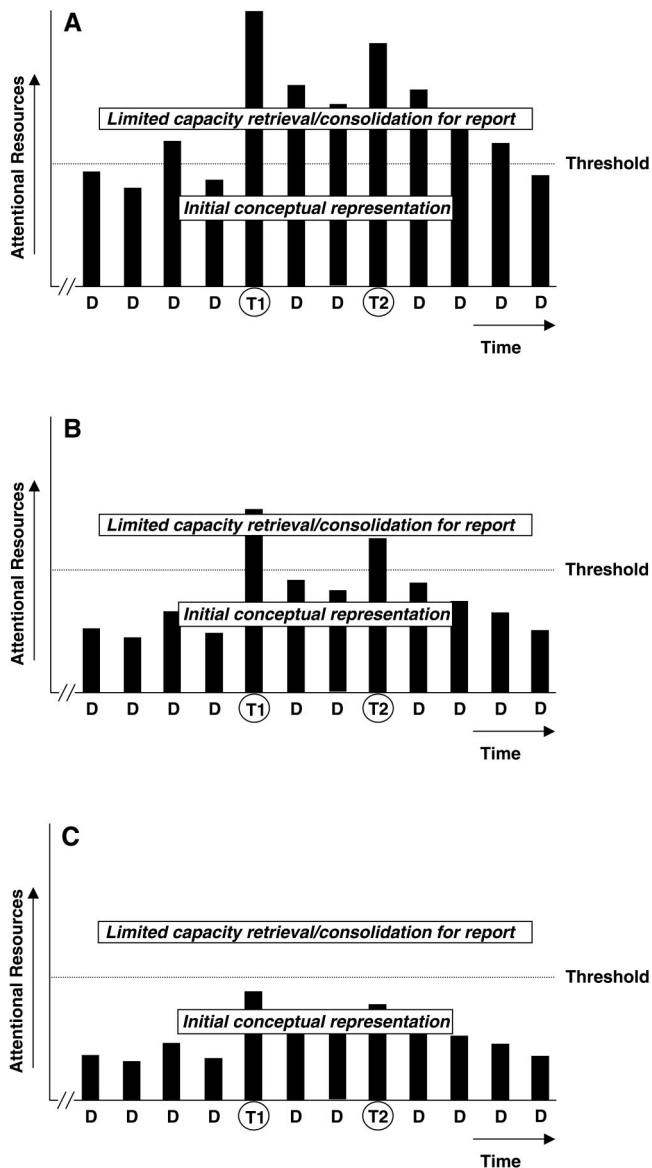 A
Attentional Resources
Limited capacity retrieval/consolidation for report
Threshold
Initial conceptual representation
D D D D T1 D D T2 D D D D
Time
B
Attentional Resources
Limited capacity retrieval/consolidation for report
Threshold
Initial conceptual representation
D D D D T1 D D T2 D D D D
Time
C
Attentional Resources
Limited capacity retrieval/consolidation for report
Threshold
Initial conceptual representation
D D D D T1 D D T2 D D D D
Time